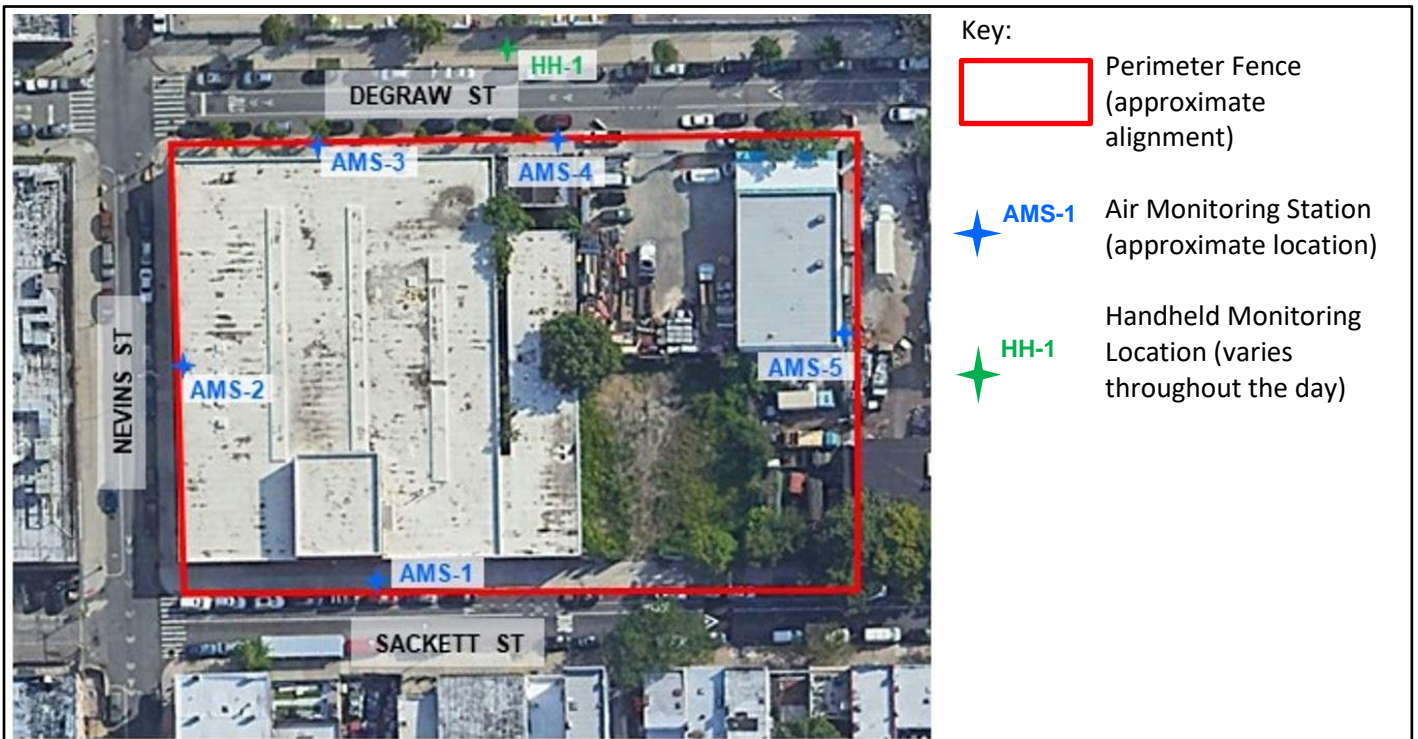 HH-1
DEGRAW ST
AMS-3
AMS-4
NEVINS ST
AMS-2
AMS-5
AMS-1
SACKETT ST
Key:
Perimeter Fence
(approximate
alignment)
AMS-1
Air Monitoring Station
(approximate location)
HH-1
Handheld Monitoring
Location (varies
throughout the day)